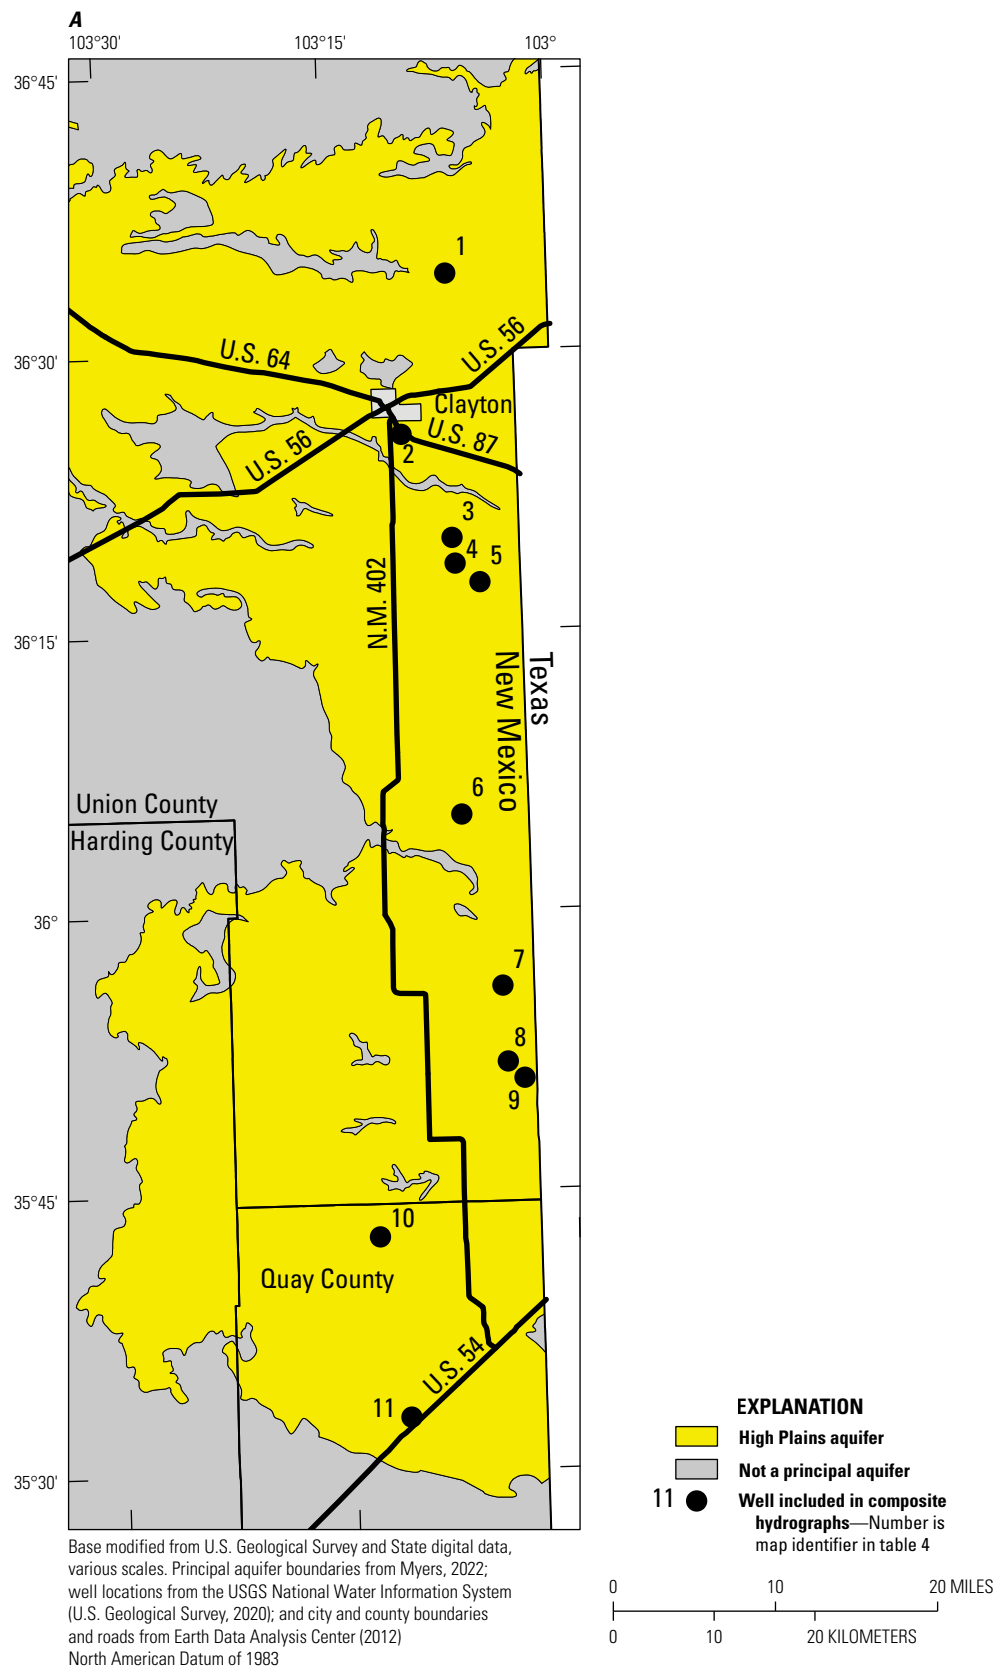 A
103°30' 103°15' 103°
36°45'
1
36°30'
U.S. 64
U.S. 56
Clayton
U.S. 87
2
U.S. 56
3
4
5
N.M. 402
36°15'
Texas
New Mexico
6
Union County
Harding County
36°
7
8
9
35°45'
10
Quay County
U.S. 54
11
35°30'
EXPLANATION
High Plains aquifer
Not a principal aquifer
11 Well included in composite
hydrographs—Number is
map identifier in table 4
Base modified from U.S. Geological Survey and State digital data,
various scales. Principal aquifer boundaries from Myers, 2022;
well locations from the USGS National Water Information System
(U.S. Geological Survey, 2020); and city and county boundaries
and roads from Earth Data Analysis Center (2012)
North American Datum of 1983
0 10 20 MILES
0 10 20 KILOMETERS